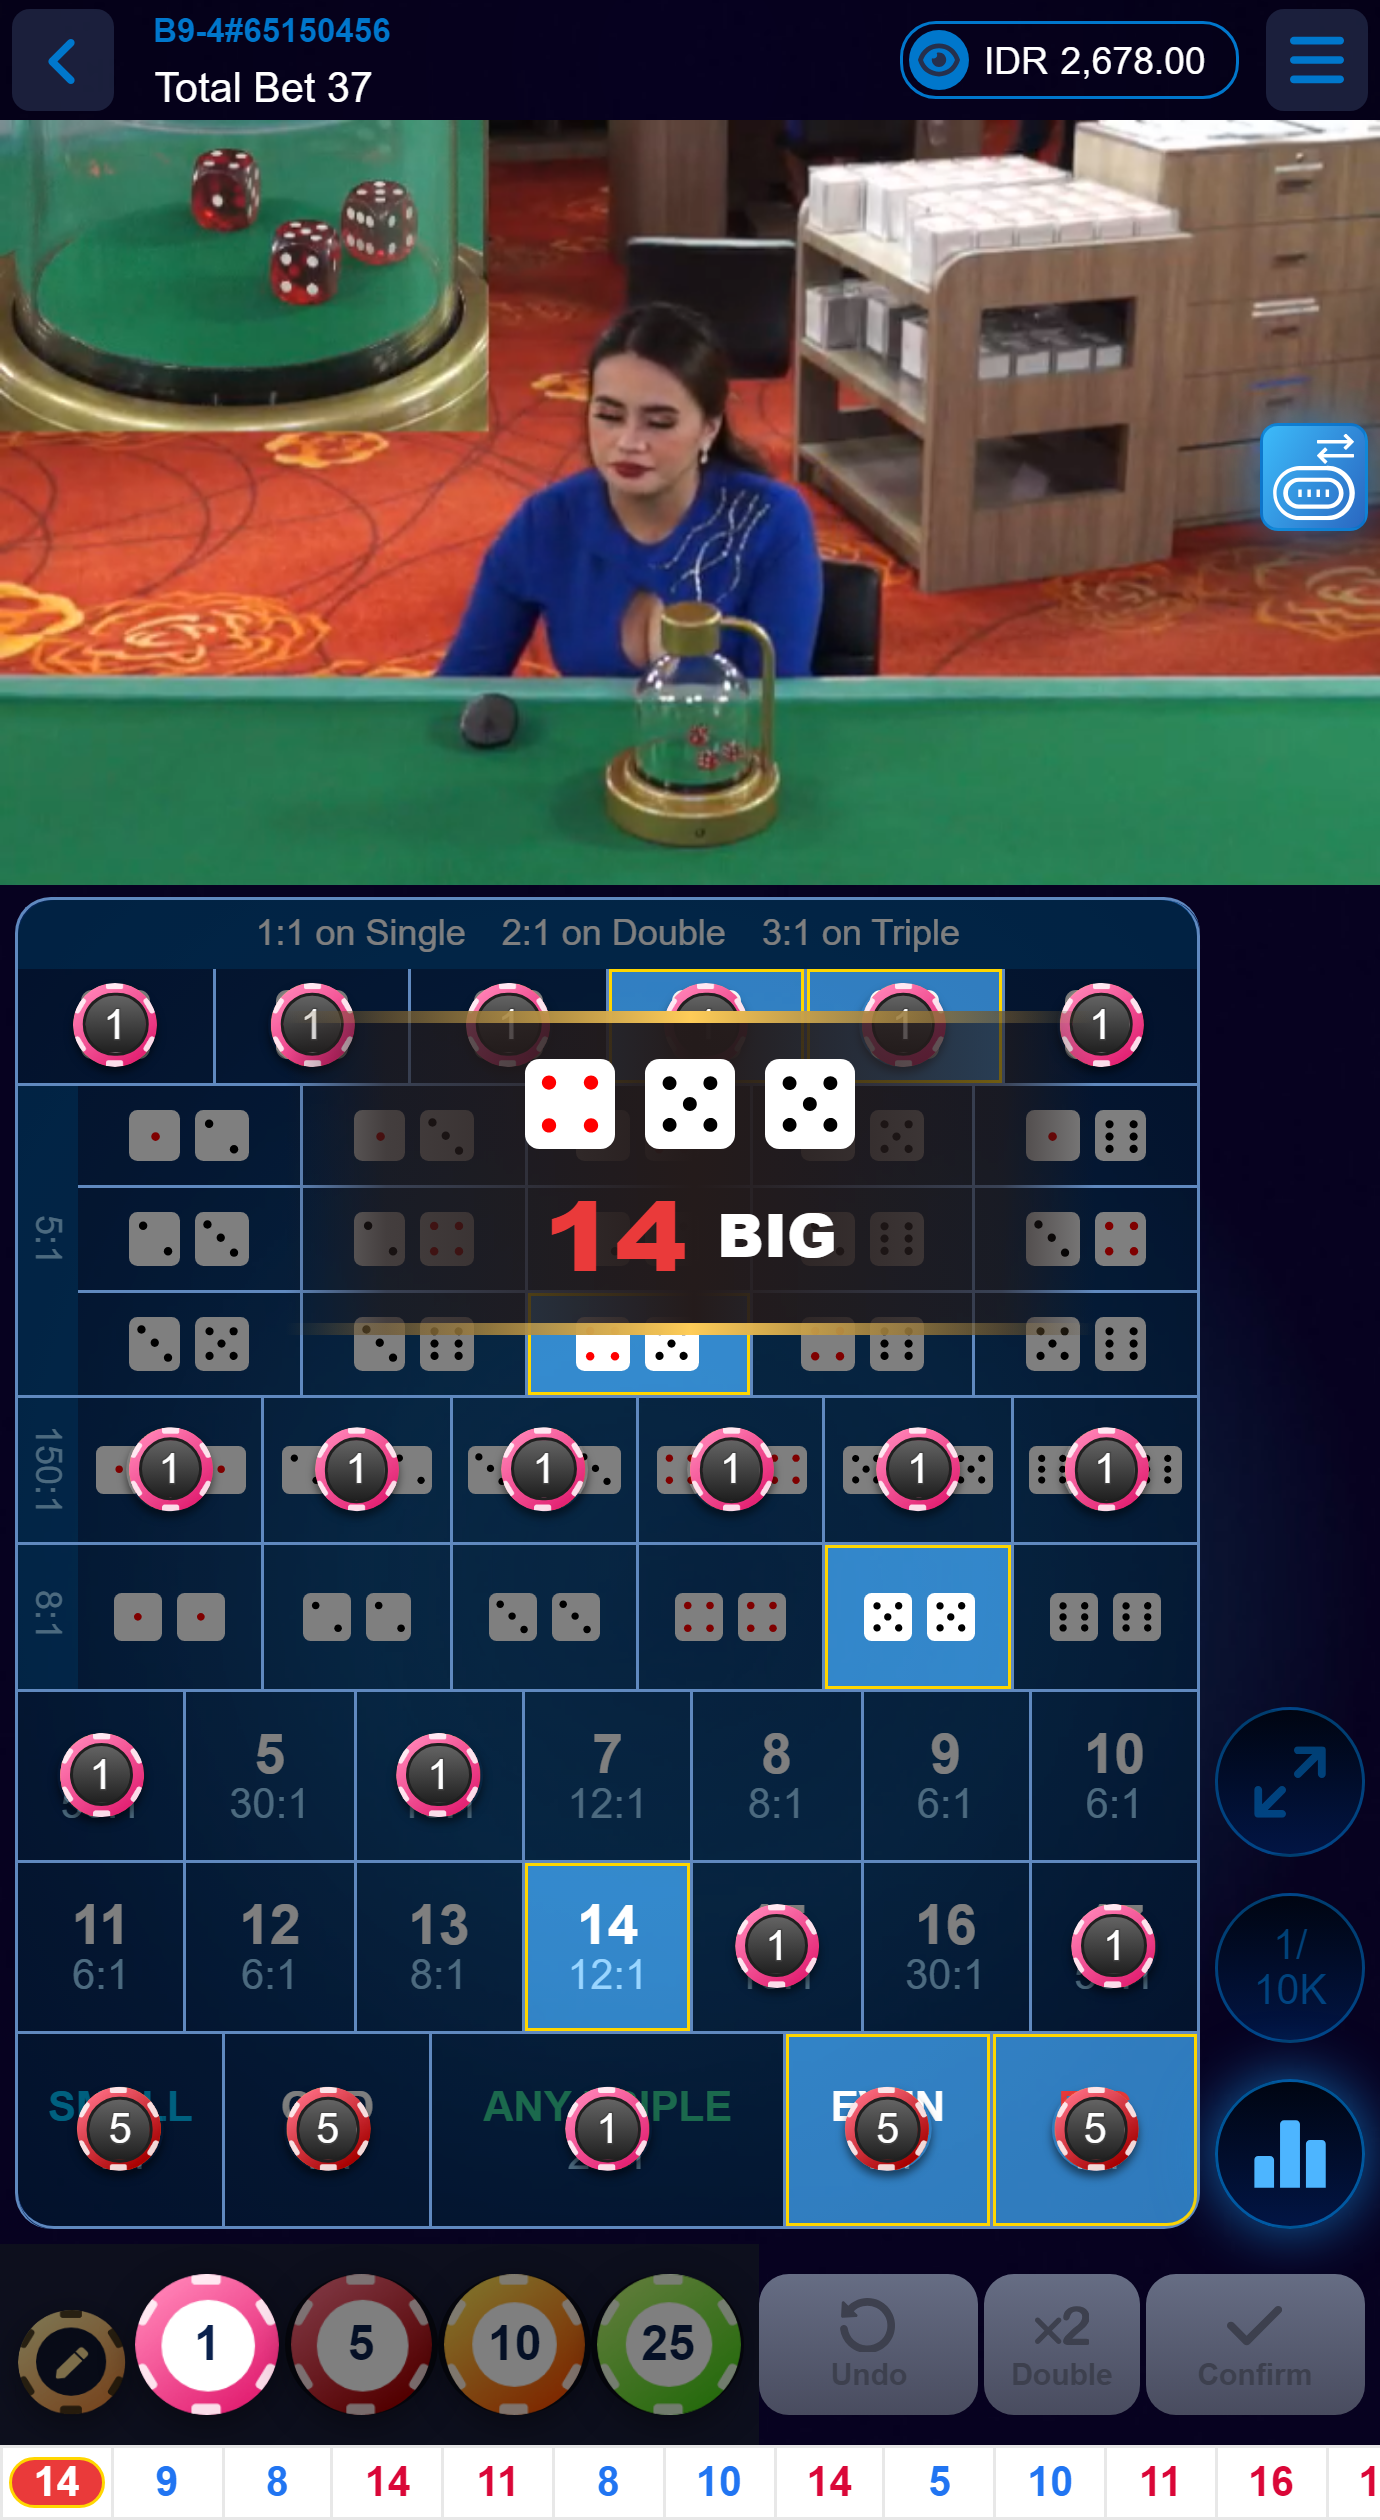 B9-4#65150456
Total Bet 37
IDR 2,678.00
1:1 on Single 2:1 on Double 3:1 on Triple
1 1 1 1 1
14 BIG
5:1
150:1
1 1 1 1 1 1
8:1
1 5 1 7 8 9 10
30:1 12:1 8:1 6:1 6:1
11 12 13 14 1 16 1
6:1 6:1 8:1 12:1 30:1
5 5 ANY 1 5 5
1/
10K
1 5 10 25
Undo x2 Double Confirm
14 9 8 14 11 8 10 14 5 10 11 16